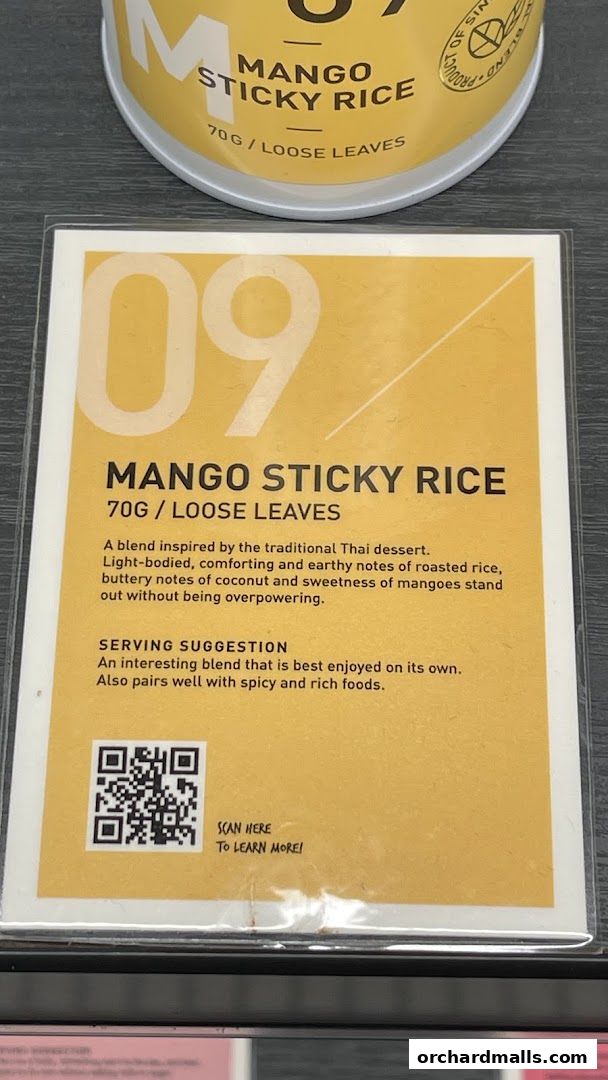 M
MANGO
STICKY RICE
70G / LOOSE LEAVES
PRODUCT OF
BLEND
09/
MANGO STICKY RICE
70G / LOOSE LEAVES
A blend inspired by the traditional Thai dessert.
Light-bodied, comforting and earthy notes of roasted rice,
buttery notes of coconut and sweetness of mangoes stand
out without being overpowering.
SERVING SUGGESTION
An interesting blend that is best enjoyed on its own.
Also pairs well with spicy and rich foods.
SCAN HERE
TO LEARN MORE!
orchardmalls.com